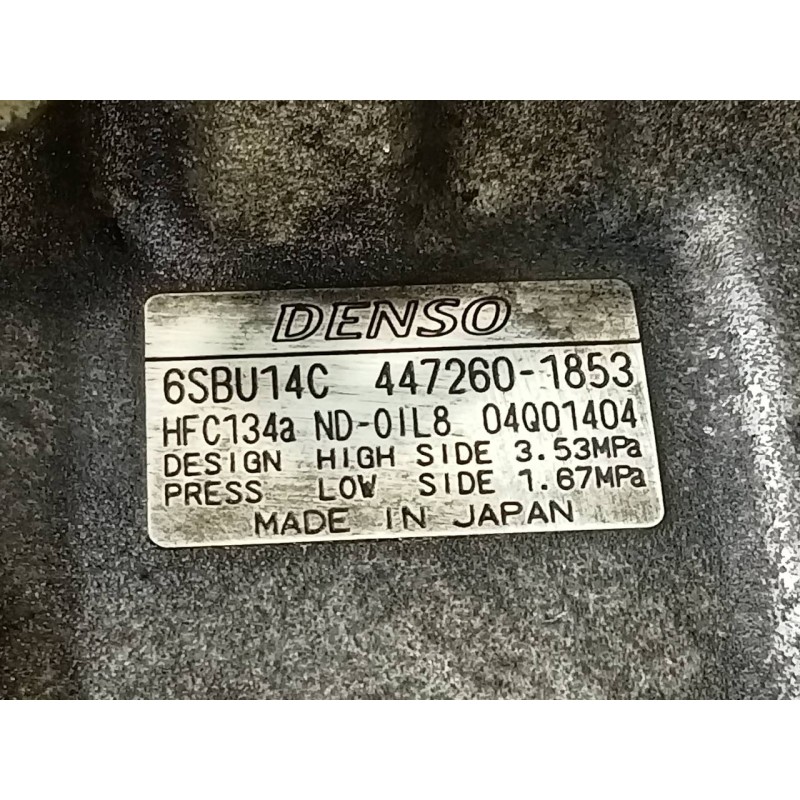 DENSO
6SBU14C 447260-1853
HFC134a ND-OIL8 04Q01404
DESIGN HIGH SIDE 3.53MPa
PRESS LOW SIDE 1.67MPa
MADE IN JAPAN